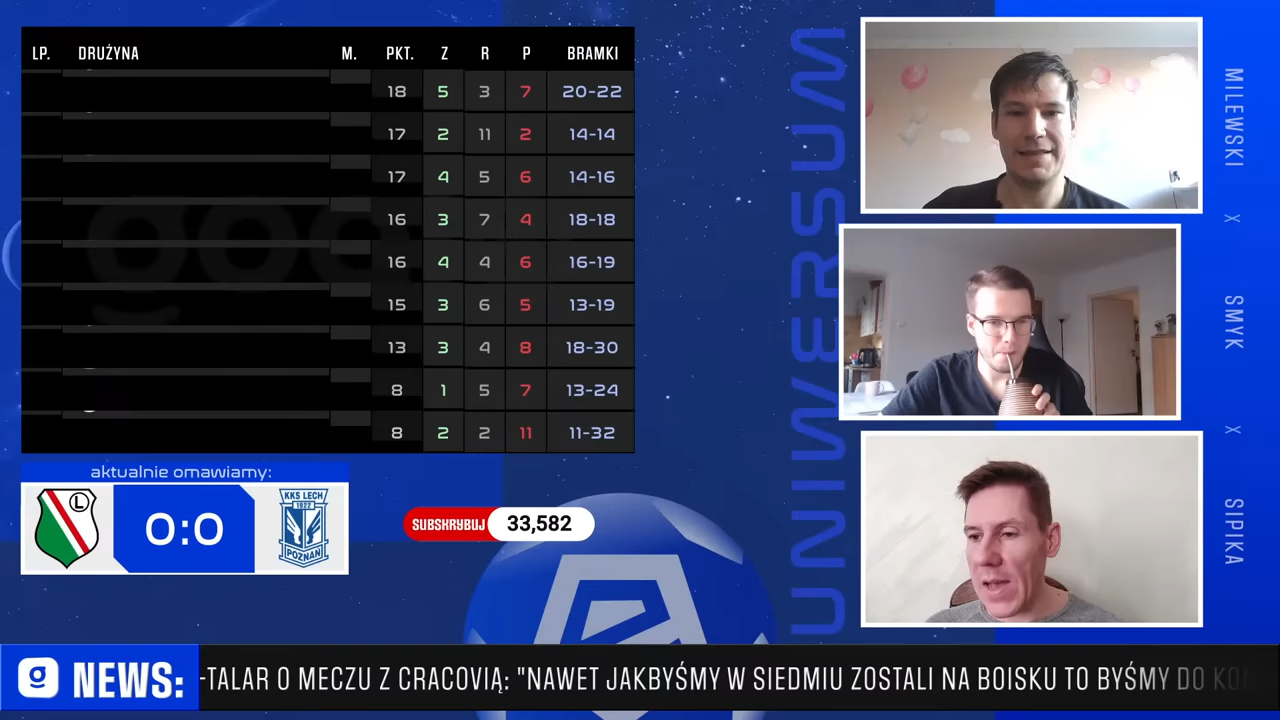 LP. DRUŻYNA M. PKT. Z R P BRAMKI
18 5 3 7 20-22
17 2 11 2 14-14
17 4 5 6 14-16
16 3 7 4 18-18
16 4 4 6 16-19
15 3 6 5 13-19
13 3 4 8 18-30
8 1 5 7 13-24
8 2 2 11 11-32
aktualnie omawiamy:
L
0:0
KKS LECH
1922
POZNAŃ
SUBSKRYBUJ 33,582
UNIWERSUM
MILEWSKI X SMYK X SIPIKA
g NEWS: -TALAR O MECZU Z CRACOVIĄ: "NAWET JAKBYŚMY W SIEDMIU ZOSTALI NA BOISKU TO BYŚMY DO KO